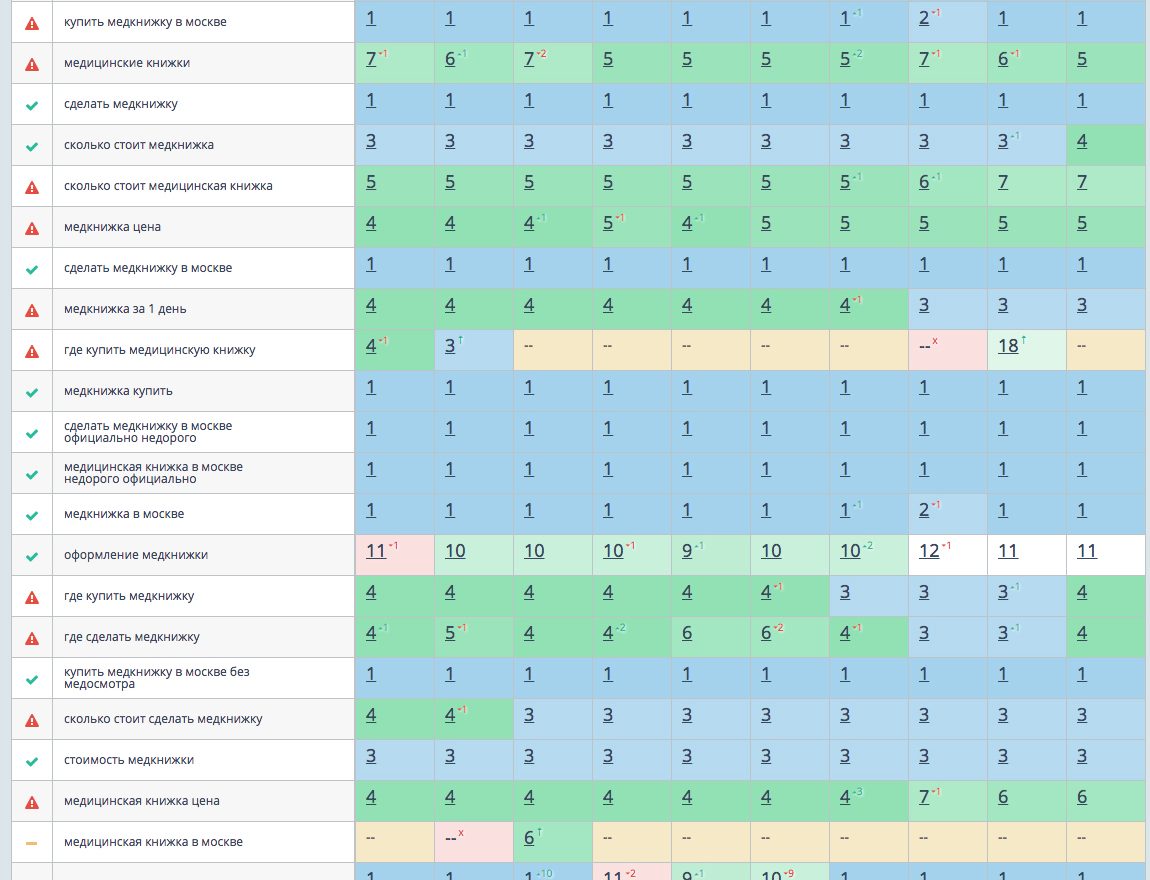 купить медкнижку в москве 1 1 1 1 1 1 1 1 2 1 1 1
медицинские книжки 7 1 6 1 7 2 5 5 5 5 2 7 1 6 1 5
сделать медкнижку 1 1 1 1 1 1 1 1 1 1
сколько стоит медкнижка 3 3 3 3 3 3 3 3 3 1 4
сколько стоит медицинская книжка 5 5 5 5 5 5 5 1 6 1 7 7
медкнижка цена 4 4 4 1 5 1 4 1 5 5 5 5 5
сделать медкнижку в москве 1 1 1 1 1 1 1 1 1 1
медкнижка за 1 день 4 4 4 4 4 4 4 1 3 3 3
где купить медицинскую книжку 4 1 3 ↑ -- -- -- -- -- -- x 18 ↑ --
медкнижка купить 1 1 1 1 1 1 1 1 1 1
сделать медкнижку в москве
официально недорого 1 1 1 1 1 1 1 1 1 1
медицинская книжка в москве
недорого официально 1 1 1 1 1 1 1 1 1 1
медкнижка в москве 1 1 1 1 1 1 1 1 2 1 1 1
оформление медкнижки 11 1 10 10 10 1 9 1 10 10 2 12 1 11 11
где купить медкнижку 4 4 4 4 4 4 1 3 3 3 1 4
где сделать медкнижку 4 1 5 1 4 4 2 6 6 2 4 1 3 3 1 4
купить медкнижку в москве без
медосмотра 1 1 1 1 1 1 1 1 1 1
сколько стоит сделать медкнижку 4 4 1 3 3 3 3 3 3 3 3
стоимость медкнижки 3 3 3 3 3 3 3 3 3 3
медицинская книжка цена 4 4 4 4 4 4 4 3 7 1 6 6
медицинская книжка в москве -- -- x 6 ↑ -- -- -- -- -- -- --
1 1 1 10 11 2 9 1 10 9 1 1 1 1